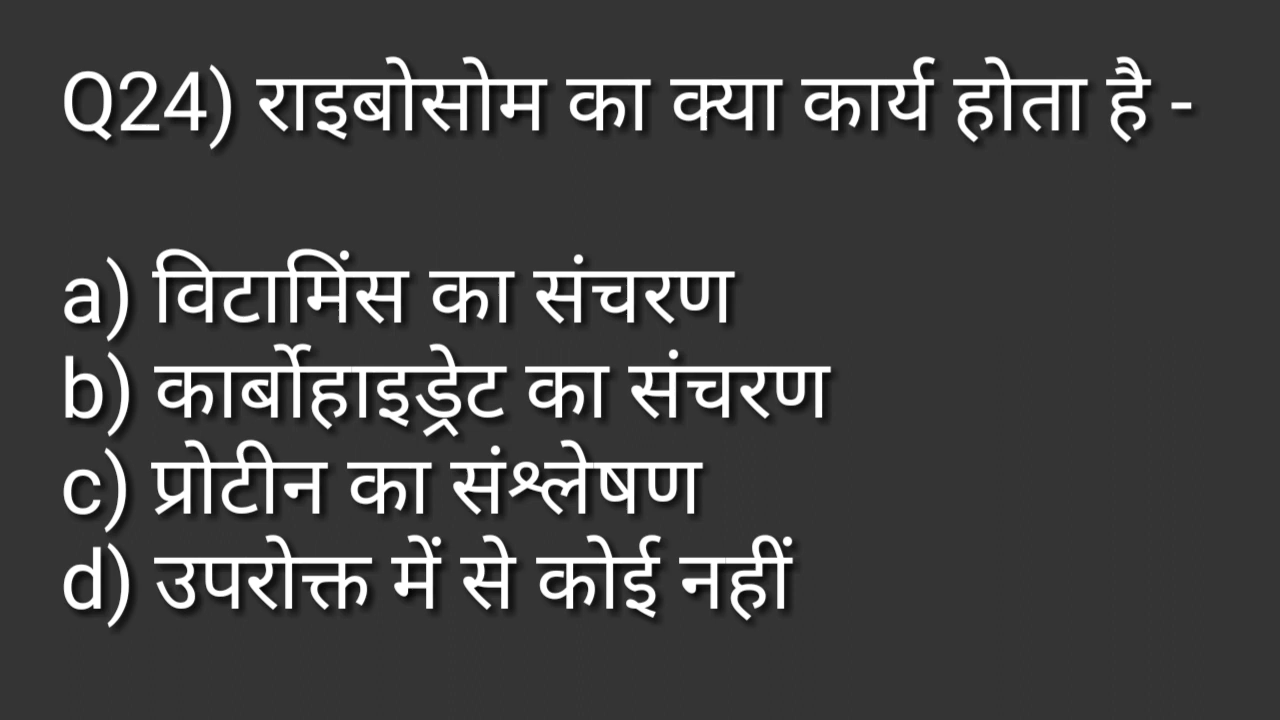 Q24) राइबोसोम का क्या कार्य होता है -
a) विटामिंस का संचरण
b) कार्बोहाइड्रेट का संचरण
c) प्रोटीन का संश्लेषण
d) उपरोक्त में से कोई नहीं